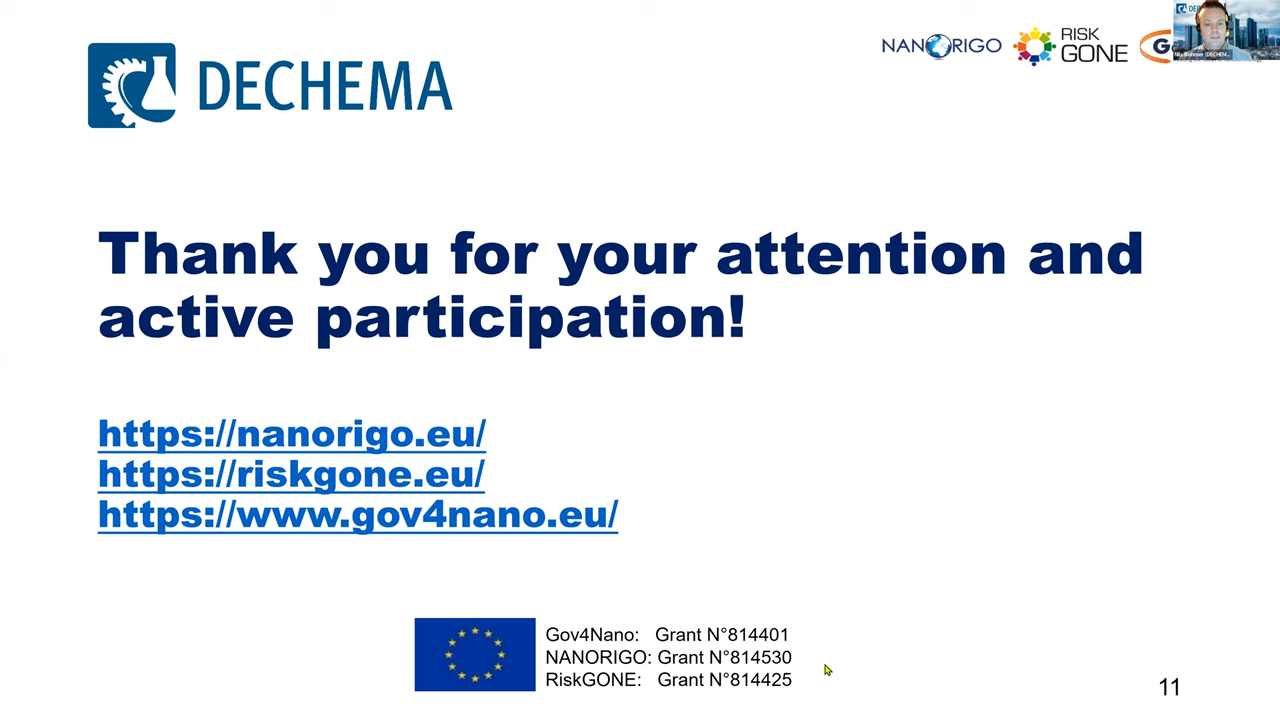 DECHEMA
NANORIGO
RISK
GONE
Thank you for your attention and
active participation!
https://nanorigo.eu/
https://riskgone.eu/
https://www.gov4nano.eu/
Gov4Nano: Grant N°814401
NANORIGO: Grant N°814530
RiskGONE: Grant N°814425
11